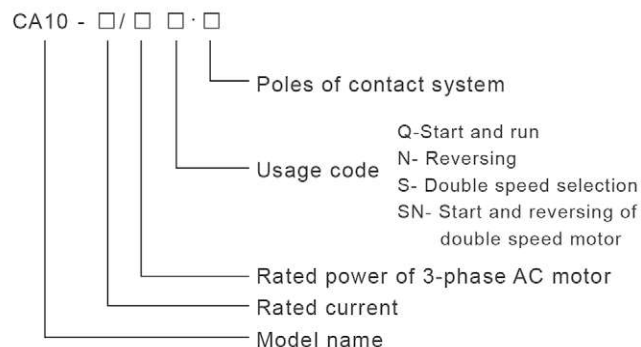 CA10 - □/□ □·□
Poles of contact system
Usage code
Q-Start and run
N- Reversing
S- Double speed selection
SN- Start and reversing of
double speed motor
Rated power of 3-phase AC motor
Rated current
Model name